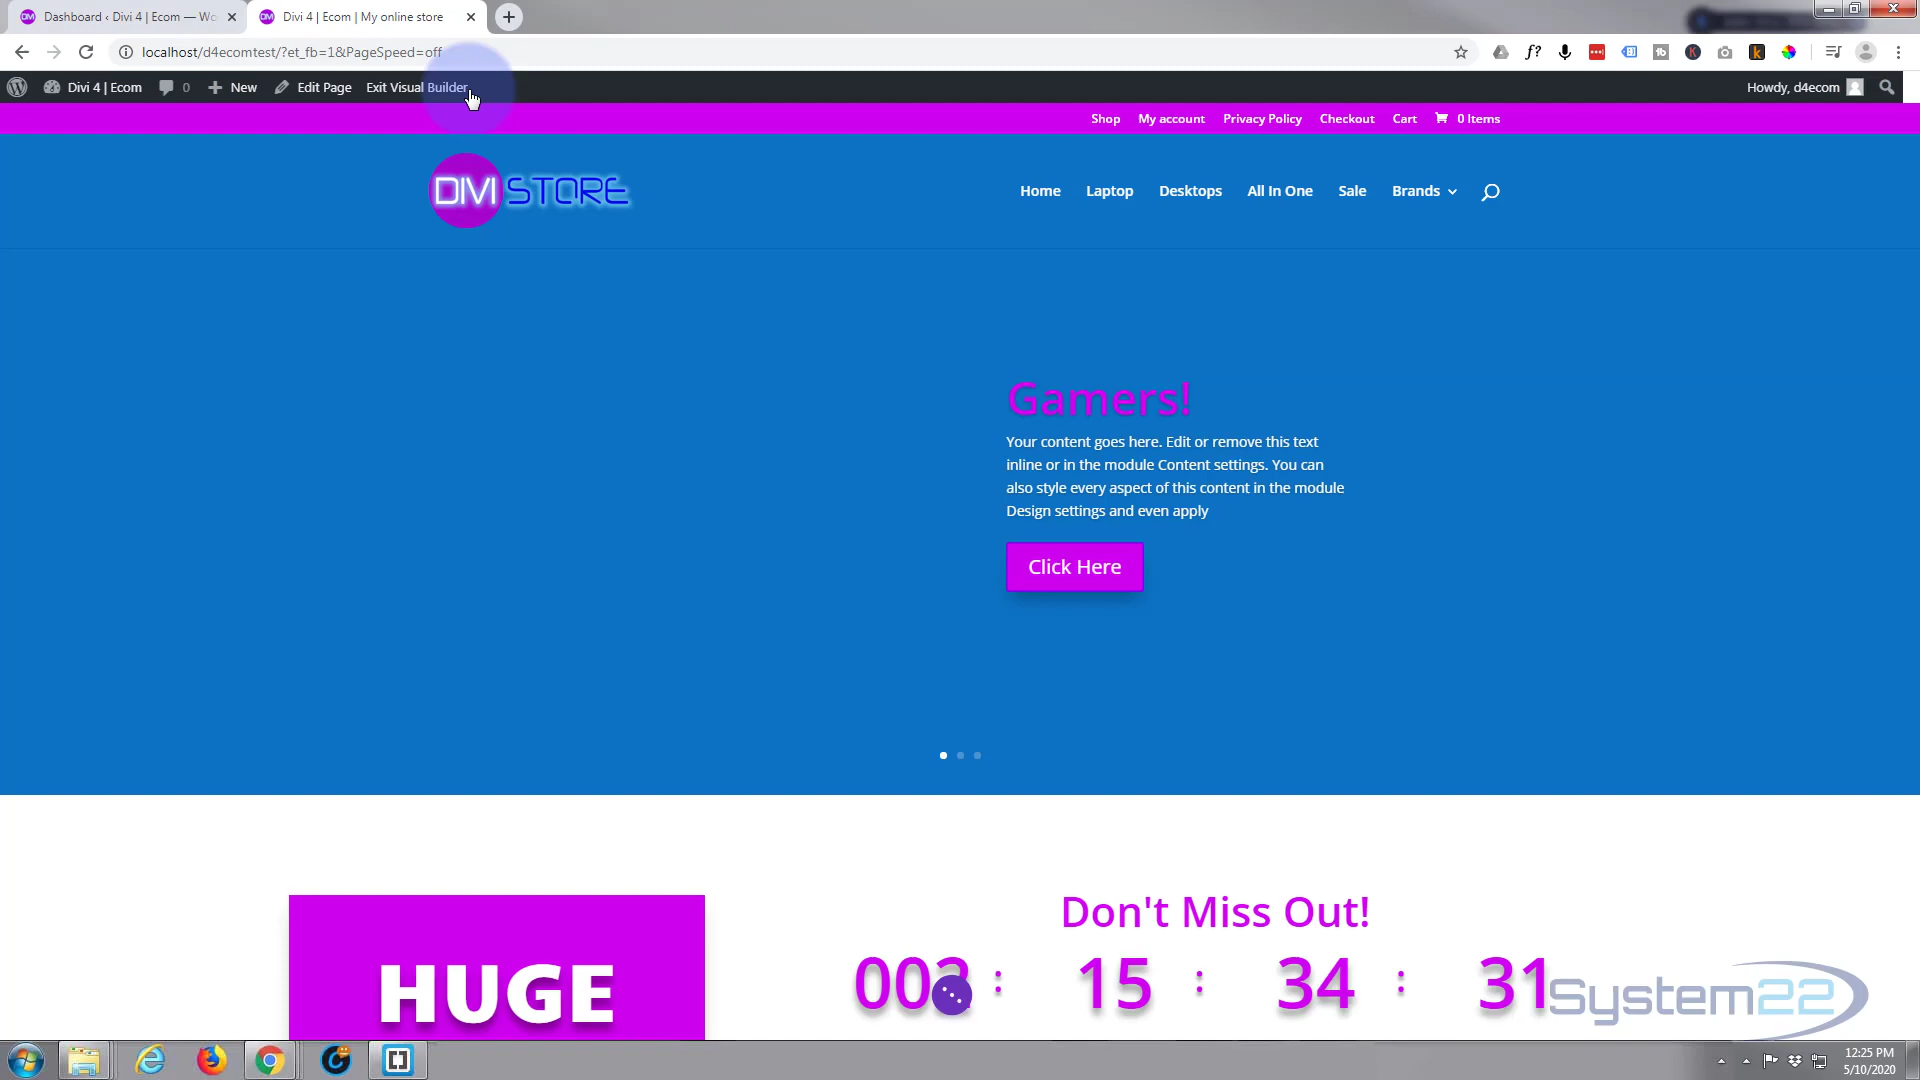 Dashboard ‹ Divi 4 | Ecom — Wo
Divi 4 | Ecom | My online store
localhost/d4ecomtest/?et_fb=1&PageSpeed=off
Divi 4 | Ecom
0
New
Edit Page
Exit Visual Builder
Howdy, d4ecom
Shop
My account
Privacy Policy
Checkout
Cart
0 Items
DIVI STORE
Home
Laptop
Desktops
All In One
Sale
Brands
Gamers!
Your content goes here. Edit or remove this text
inline or in the module Content settings. You can
also style every aspect of this content in the module
Design settings and even apply
Click Here
HUGE
Don't Miss Out!
002 : 15 : 34 : 31
System22
12:25 PM
5/10/2020